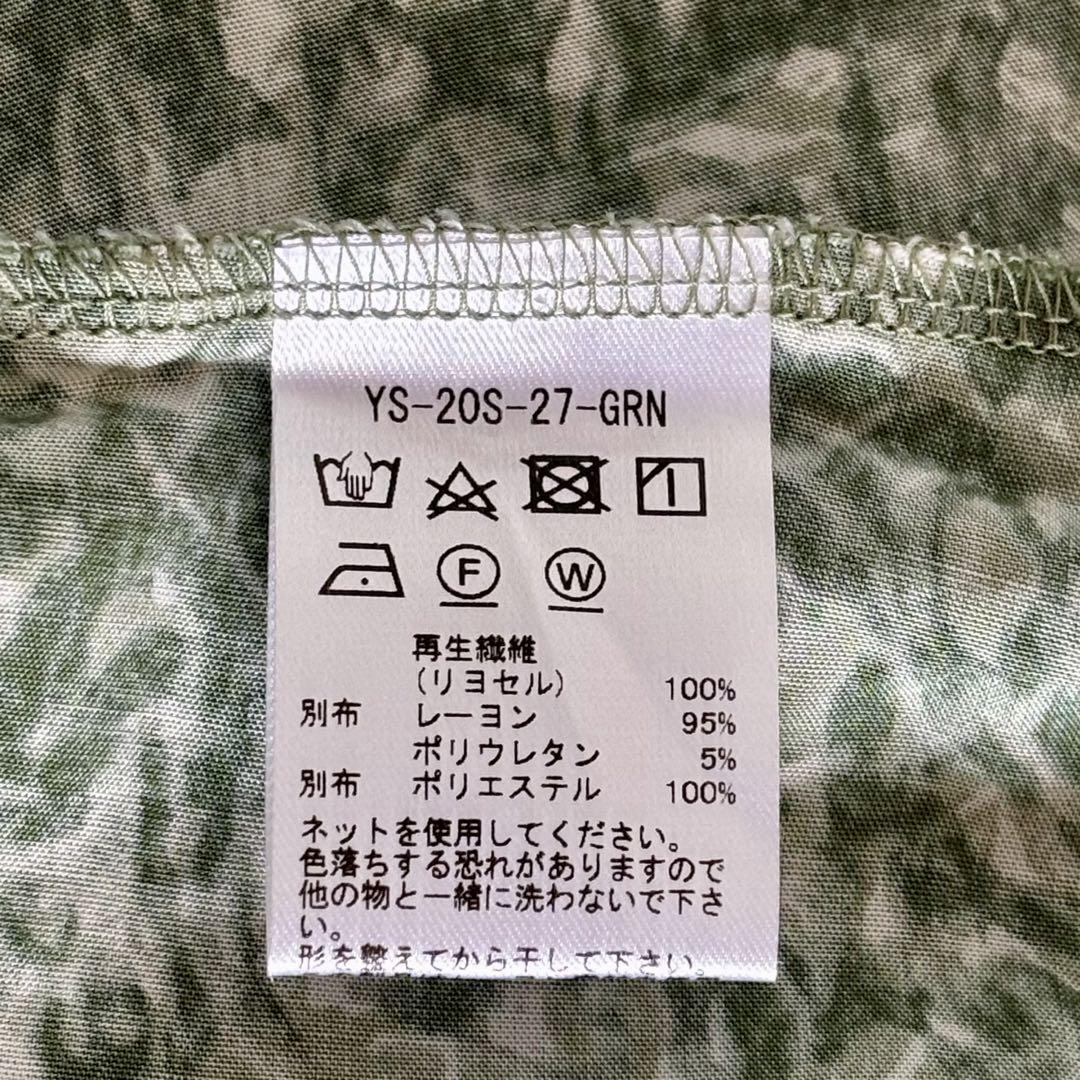 YS-20S-27-GRN
F W
再生繊維
(リヨセル) 100%
別布 レーヨン 95%
ポリウレタン 5%
別布 ポリエステル 100%
ネットを使用してください。
色落ちする恐れがありますので
他の物と一緒に洗わないで下さ
い。
形を整えてから干して下さい。